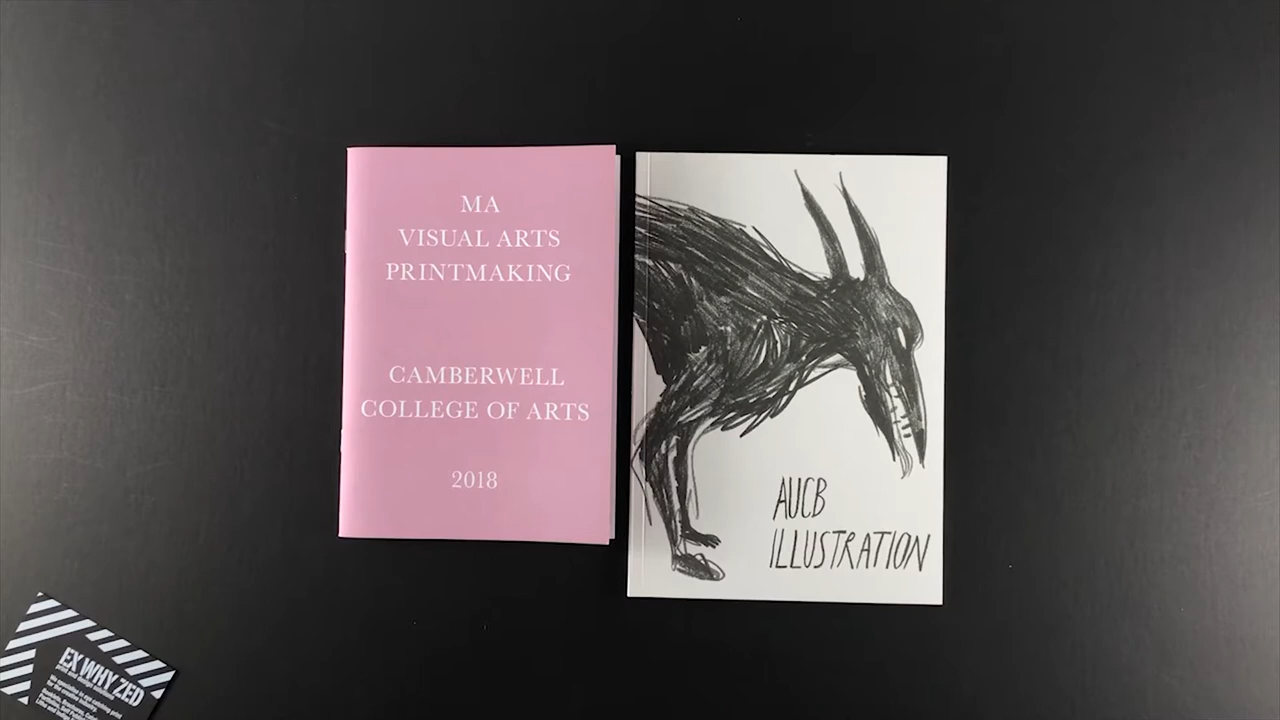 MA
VISUAL ARTS
PRINTMAKING
CAMBERWELL
COLLEGE OF ARTS
2018
AUCB
ILLUSTRATION
EX WHY ZED